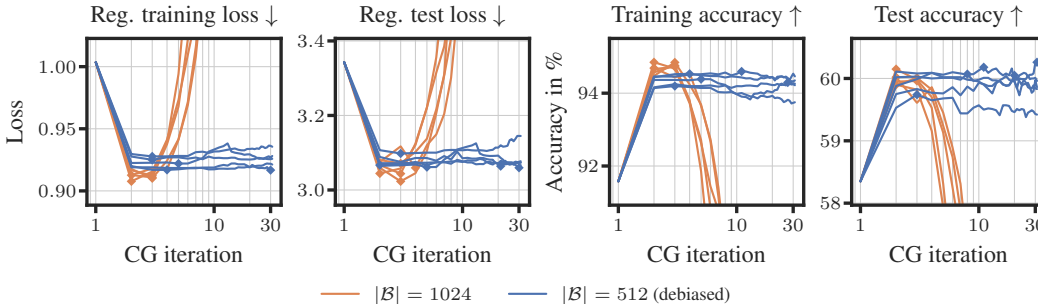 Reg. training loss ↓
Reg. test loss ↓
Training accuracy ↑
Test accuracy ↑
Loss
1.00
0.95
0.90
1
10
30
CG iteration
3.4
3.2
3.0
1
10
30
CG iteration
Accuracy in %
94
92
1
10
30
CG iteration
60
59
58
1
10
30
CG iteration
|ℬ| = 1024
|ℬ| = 512 (debiased)